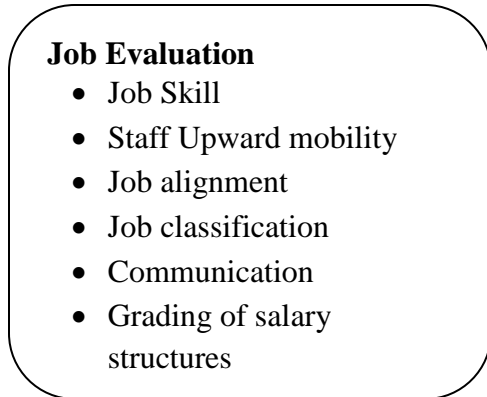 Job Evaluation
• Job Skill
• Staff Upward mobility
• Job alignment
• Job classification
• Communication
• Grading of salary
structures